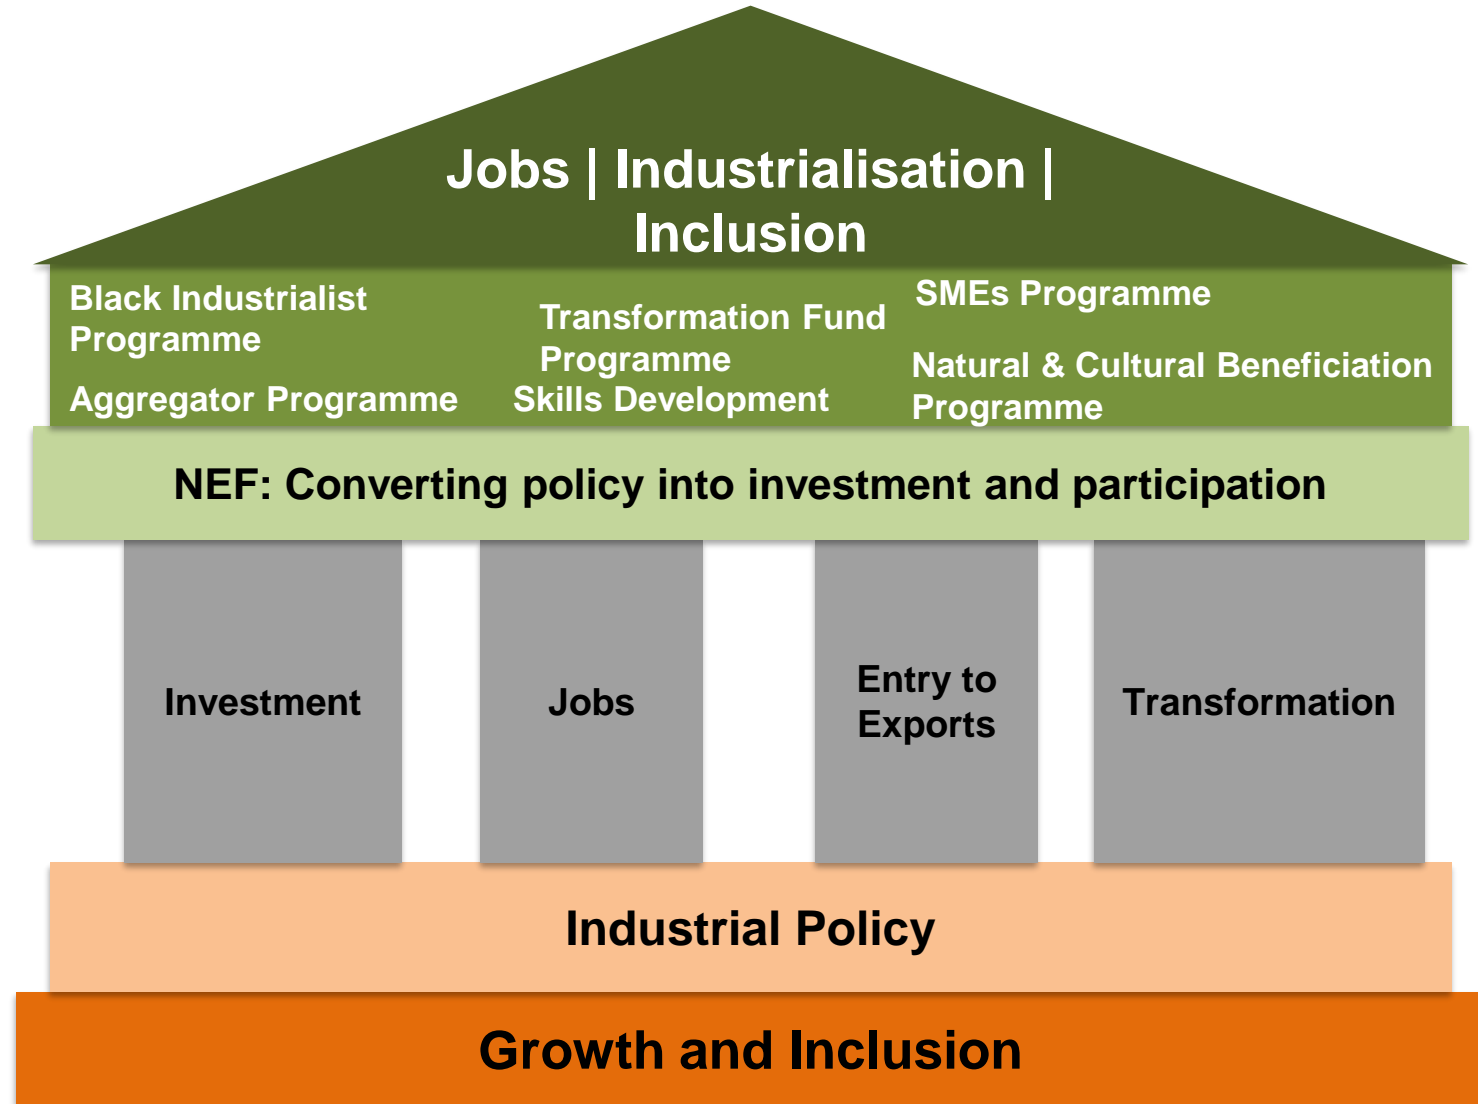 Jobs | Industrialisation |
Inclusion
Black Industrialist
Programme
Aggregator Programme
Transformation Fund
Programme
Skills Development
SMEs Programme
Natural & Cultural Beneficiation
Programme
NEF: Converting policy into investment and participation
Investment
Jobs
Entry to
Exports
Transformation
Industrial Policy
Growth and Inclusion